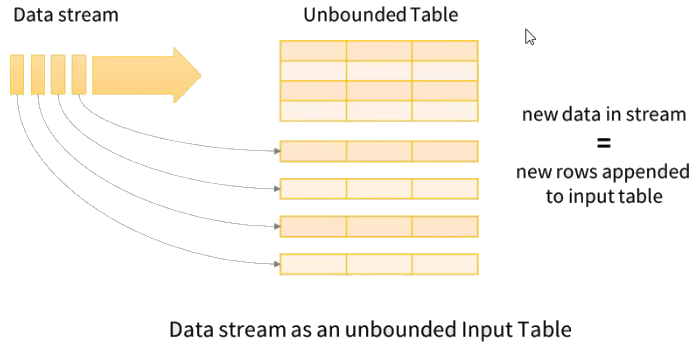 Data stream
Unbounded Table
new data in stream
=
new rows appended
to input table
Data stream as an unbounded Input Table